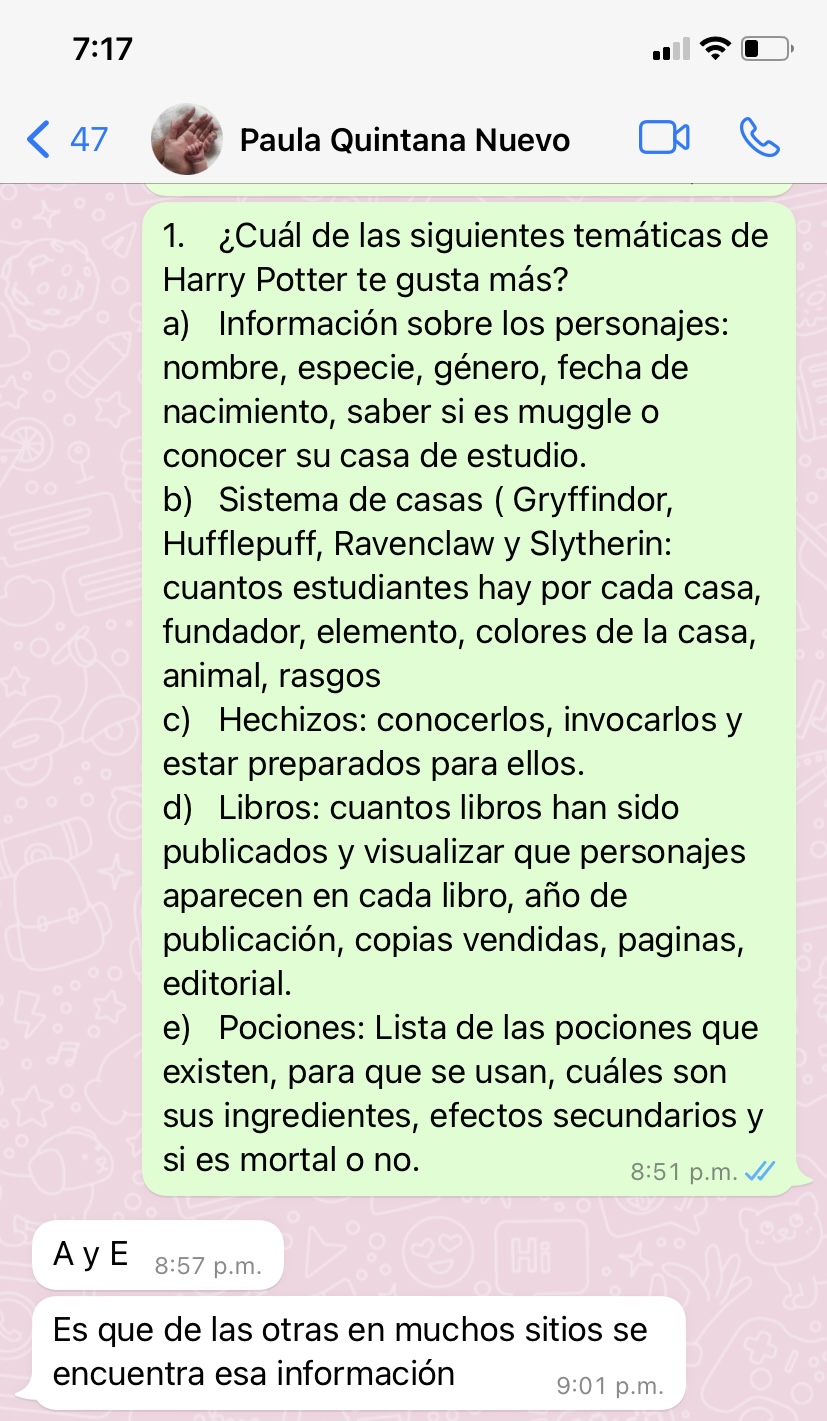 7:17
47
Paula Quintana Nuevo
1. ¿Cuál de las siguientes temáticas de
Harry Potter te gusta más?
a) Información sobre los personajes:
nombre, especie, género, fecha de
nacimiento, saber si es muggle o
conocer su casa de estudio.
b) Sistema de casas ( Gryffindor,
Hufflepuff, Ravenclaw y Slytherin:
cuantos estudiantes hay por cada casa,
fundador, elemento, colores de la casa,
animal, rasgos
c) Hechizos: conocerlos, invocarlos y
estar preparados para ellos.
d) Libros: cuantos libros han sido
publicados y visualizar que personajes
aparecen en cada libro, año de
publicación, copias vendidas, paginas,
editorial.
e) Pociones: Lista de las pociones que
existen, para que se usan, cuáles son
sus ingredientes, efectos secundarios y
si es mortal o no.
8:51 p.m.
A y E 8:57 p.m.
Hi
Es que de las otras en muchos sitios se
encuentra esa información
9:01 p.m.